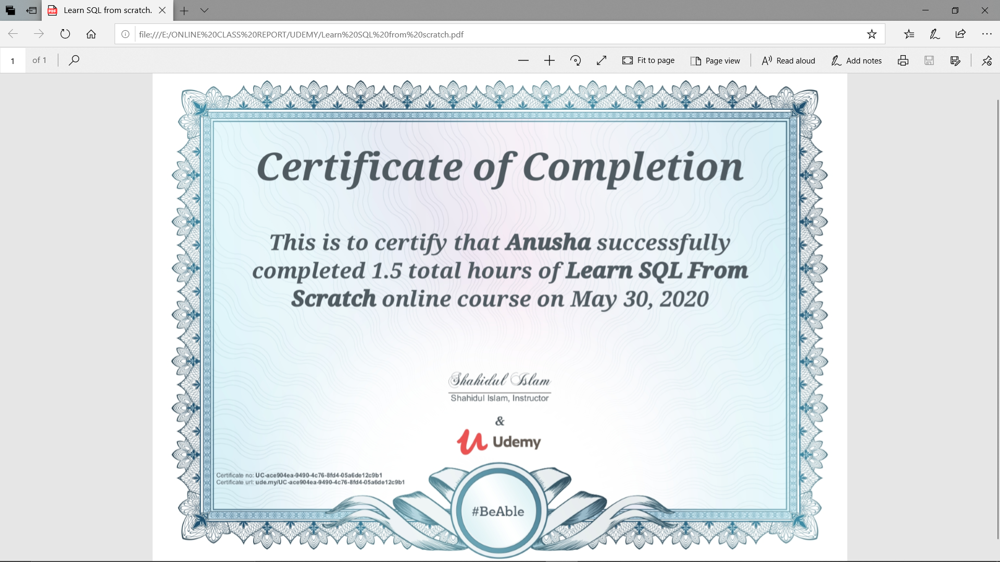 Learn SQL from scratch.
file:///E:/ONLINE%20CLASS%20REPORT/UDEMY/Learn%20SQL%20from%20scratch.pdf
1 of 1 Fit to page Page view Read aloud Add notes
Certificate of Completion
This is to certify that Anusha successfully
completed 1.5 total hours of Learn SQL From
Scratch online course on May 30, 2020
Shahidul Islam
Shahidul Islam, Instructor
&
Udemy
Certificate no: UC-ace904ea-9490-4c76-8fd4-05a6de12c9b1
Certificate url: ude.my/UC-ace904ea-9490-4c76-8fd4-05a6de12c9b1
#BeAble